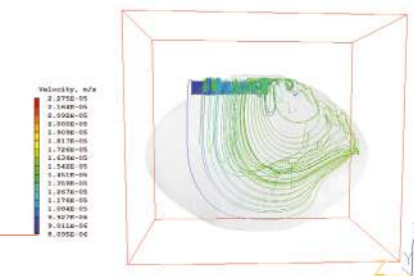 Velocity, m/s
2.275E-05
2.184E-05
2.092E-05
2.000E-05
1.909E-05
1.817E-05
1.726E-05
1.634E-05
1.542E-05
1.451E-05
1.359E-05
1.267E-05
1.176E-05
1.084E-05
9.927E-06
9.011E-06
8.095E-06
Z